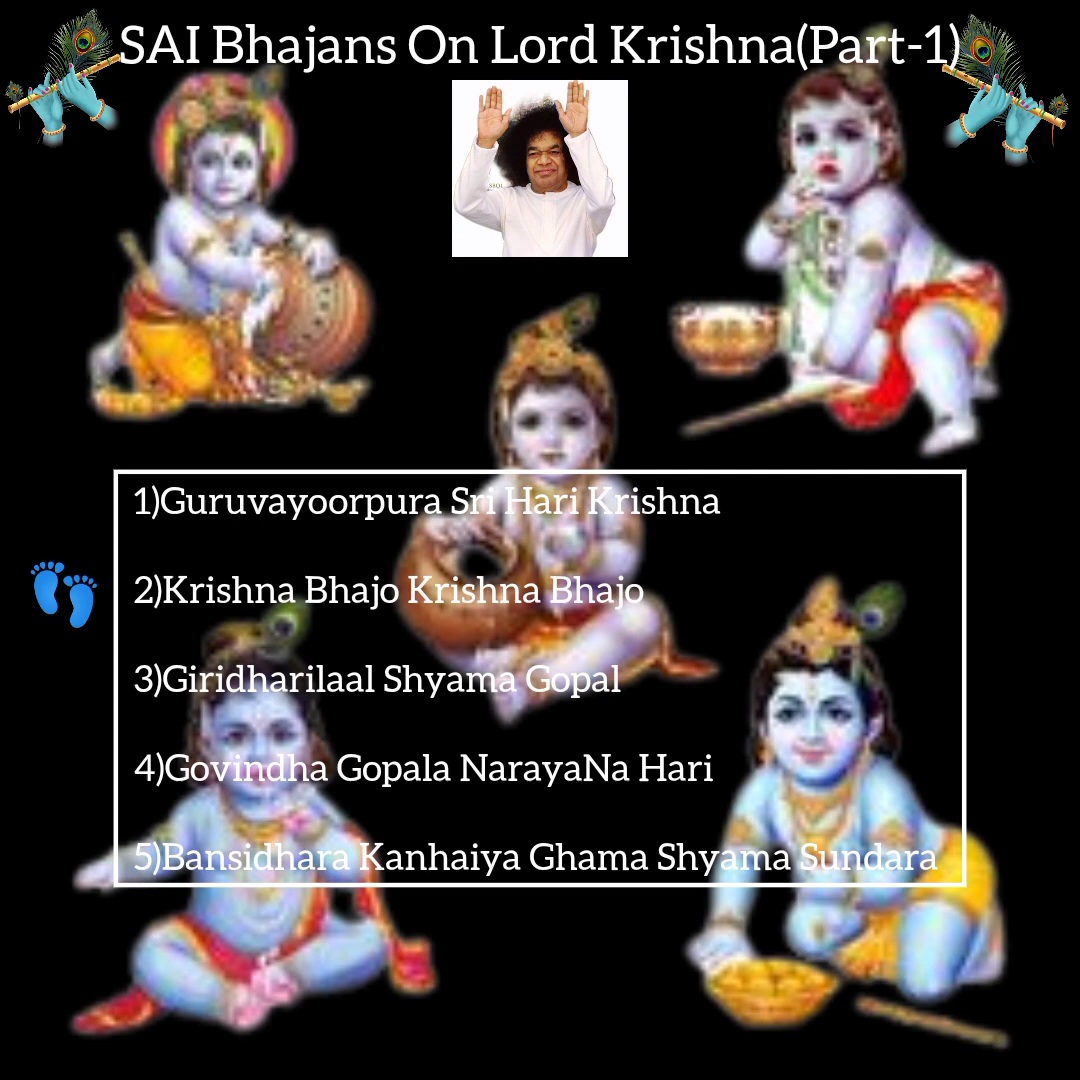 SAI Bhajans On Lord Krishna(Part-1)
1)Guruvayoorpura Sri Hari Krishna
2)Krishna Bhajo Krishna Bhajo
3)Giridharilaal Shyama Gopal
4)Govindha Gopala NarayaNa Hari
5)Bansidhara Kanhaiya Ghama Shyama Sundara